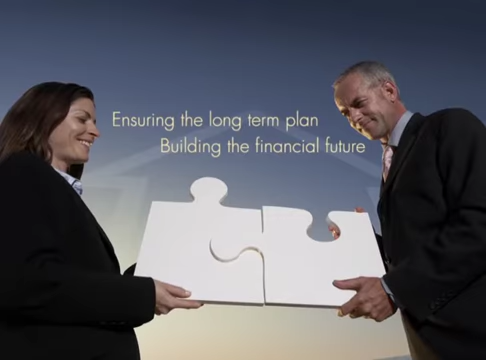 Ensuring the long term plan
Building the financial future